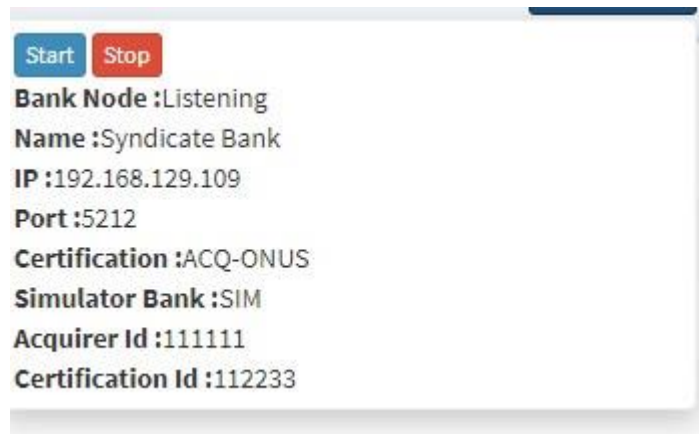 Start Stop
Bank Node :Listening
Name :Syndicate Bank
IP :192.168.129.109
Port :5212
Certification :ACQ-ONUS
Simulator Bank :SIM
Acquirer Id :111111
Certification Id :112233